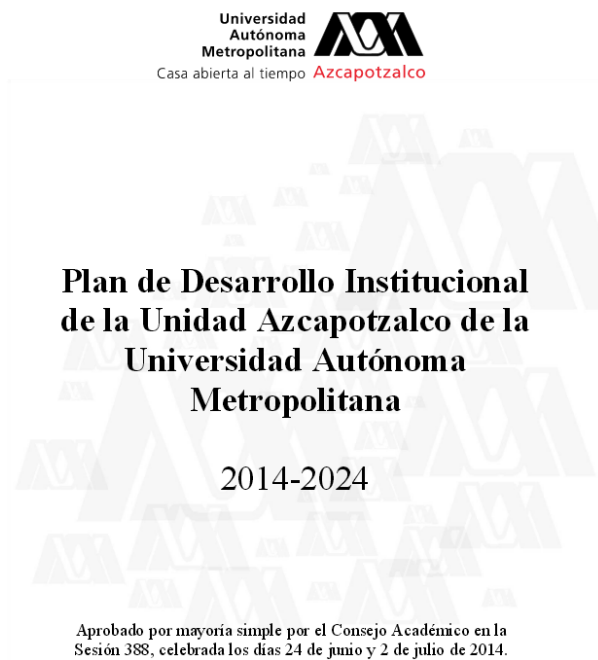 Universidad
Autónoma
Metropolitana
Casa abierta al tiempo Azcapotzalco
Plan de Desarrollo Institucional
de la Unidad Azcapotzalco de la
Universidad Autónoma
Metropolitana
2014-2024
Aprobado por mayoría simple por el Consejo Académico en la
Sesión 388, celebrada los días 24 de junio y 2 de julio de 2014.